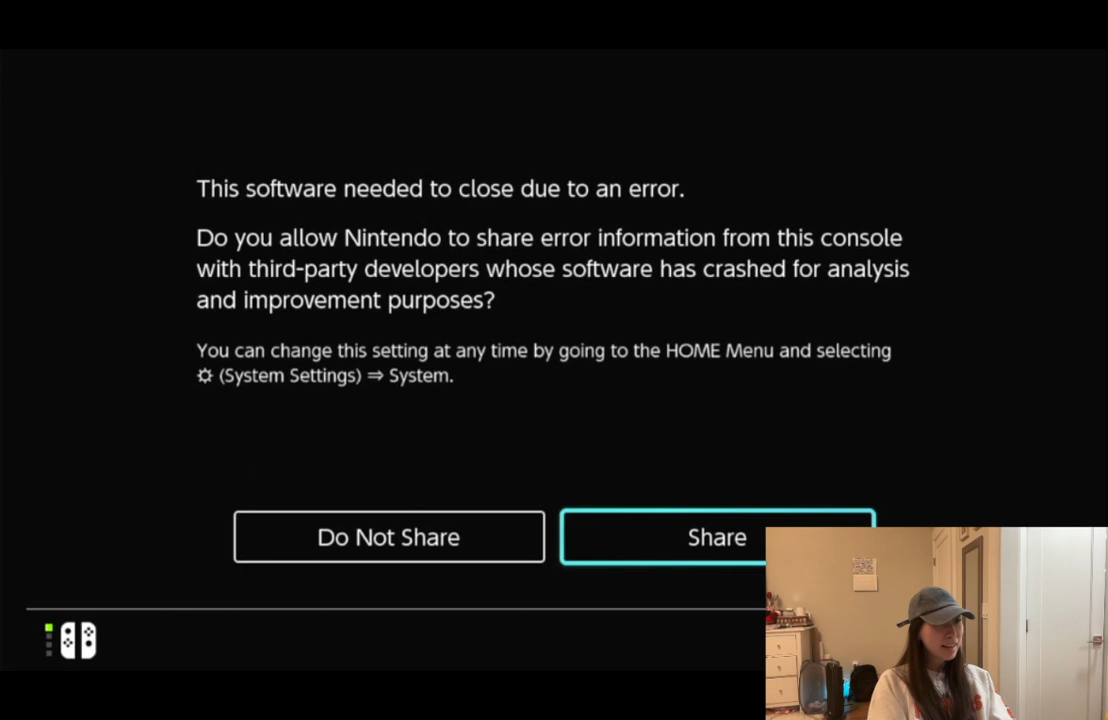 This software needed to close due to an error.
Do you allow Nintendo to share error information from this console
with third-party developers whose software has crashed for analysis
and improvement purposes?
You can change this setting at any time by going to the HOME Menu and selecting
(System Settings) ⇒ System.
Do Not Share
Share